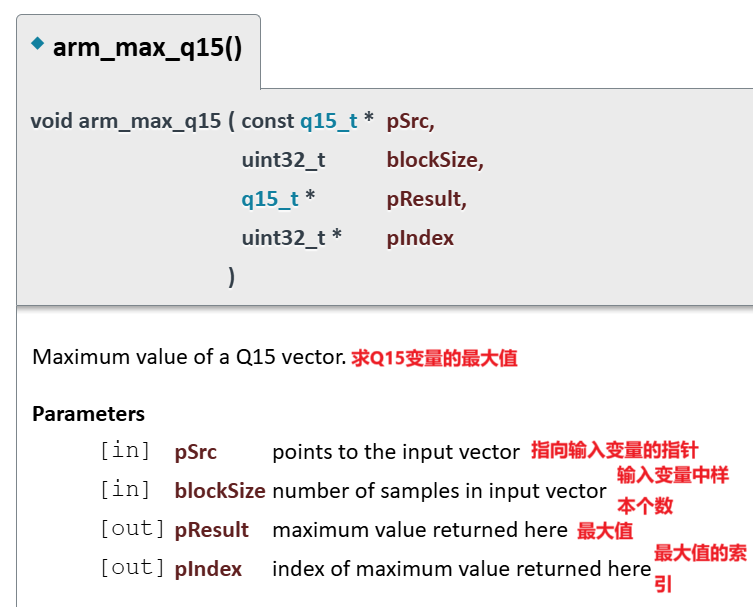 arm_max_q15()
void arm_max_q15 ( const q15_t * pSrc,
uint32_t blockSize,
q15_t * pResult,
uint32_t * pIndex
)
Maximum value of a Q15 vector. 求Q15变量的最大值
Parameters
[in] pSrc points to the input vector 指向输入变量的指针
[in] blockSize number of samples in input vector 输入变量中样
本个数
[out] pResult maximum value returned here 最大值
[out] pIndex index of maximum value returned here 最大值的索
引